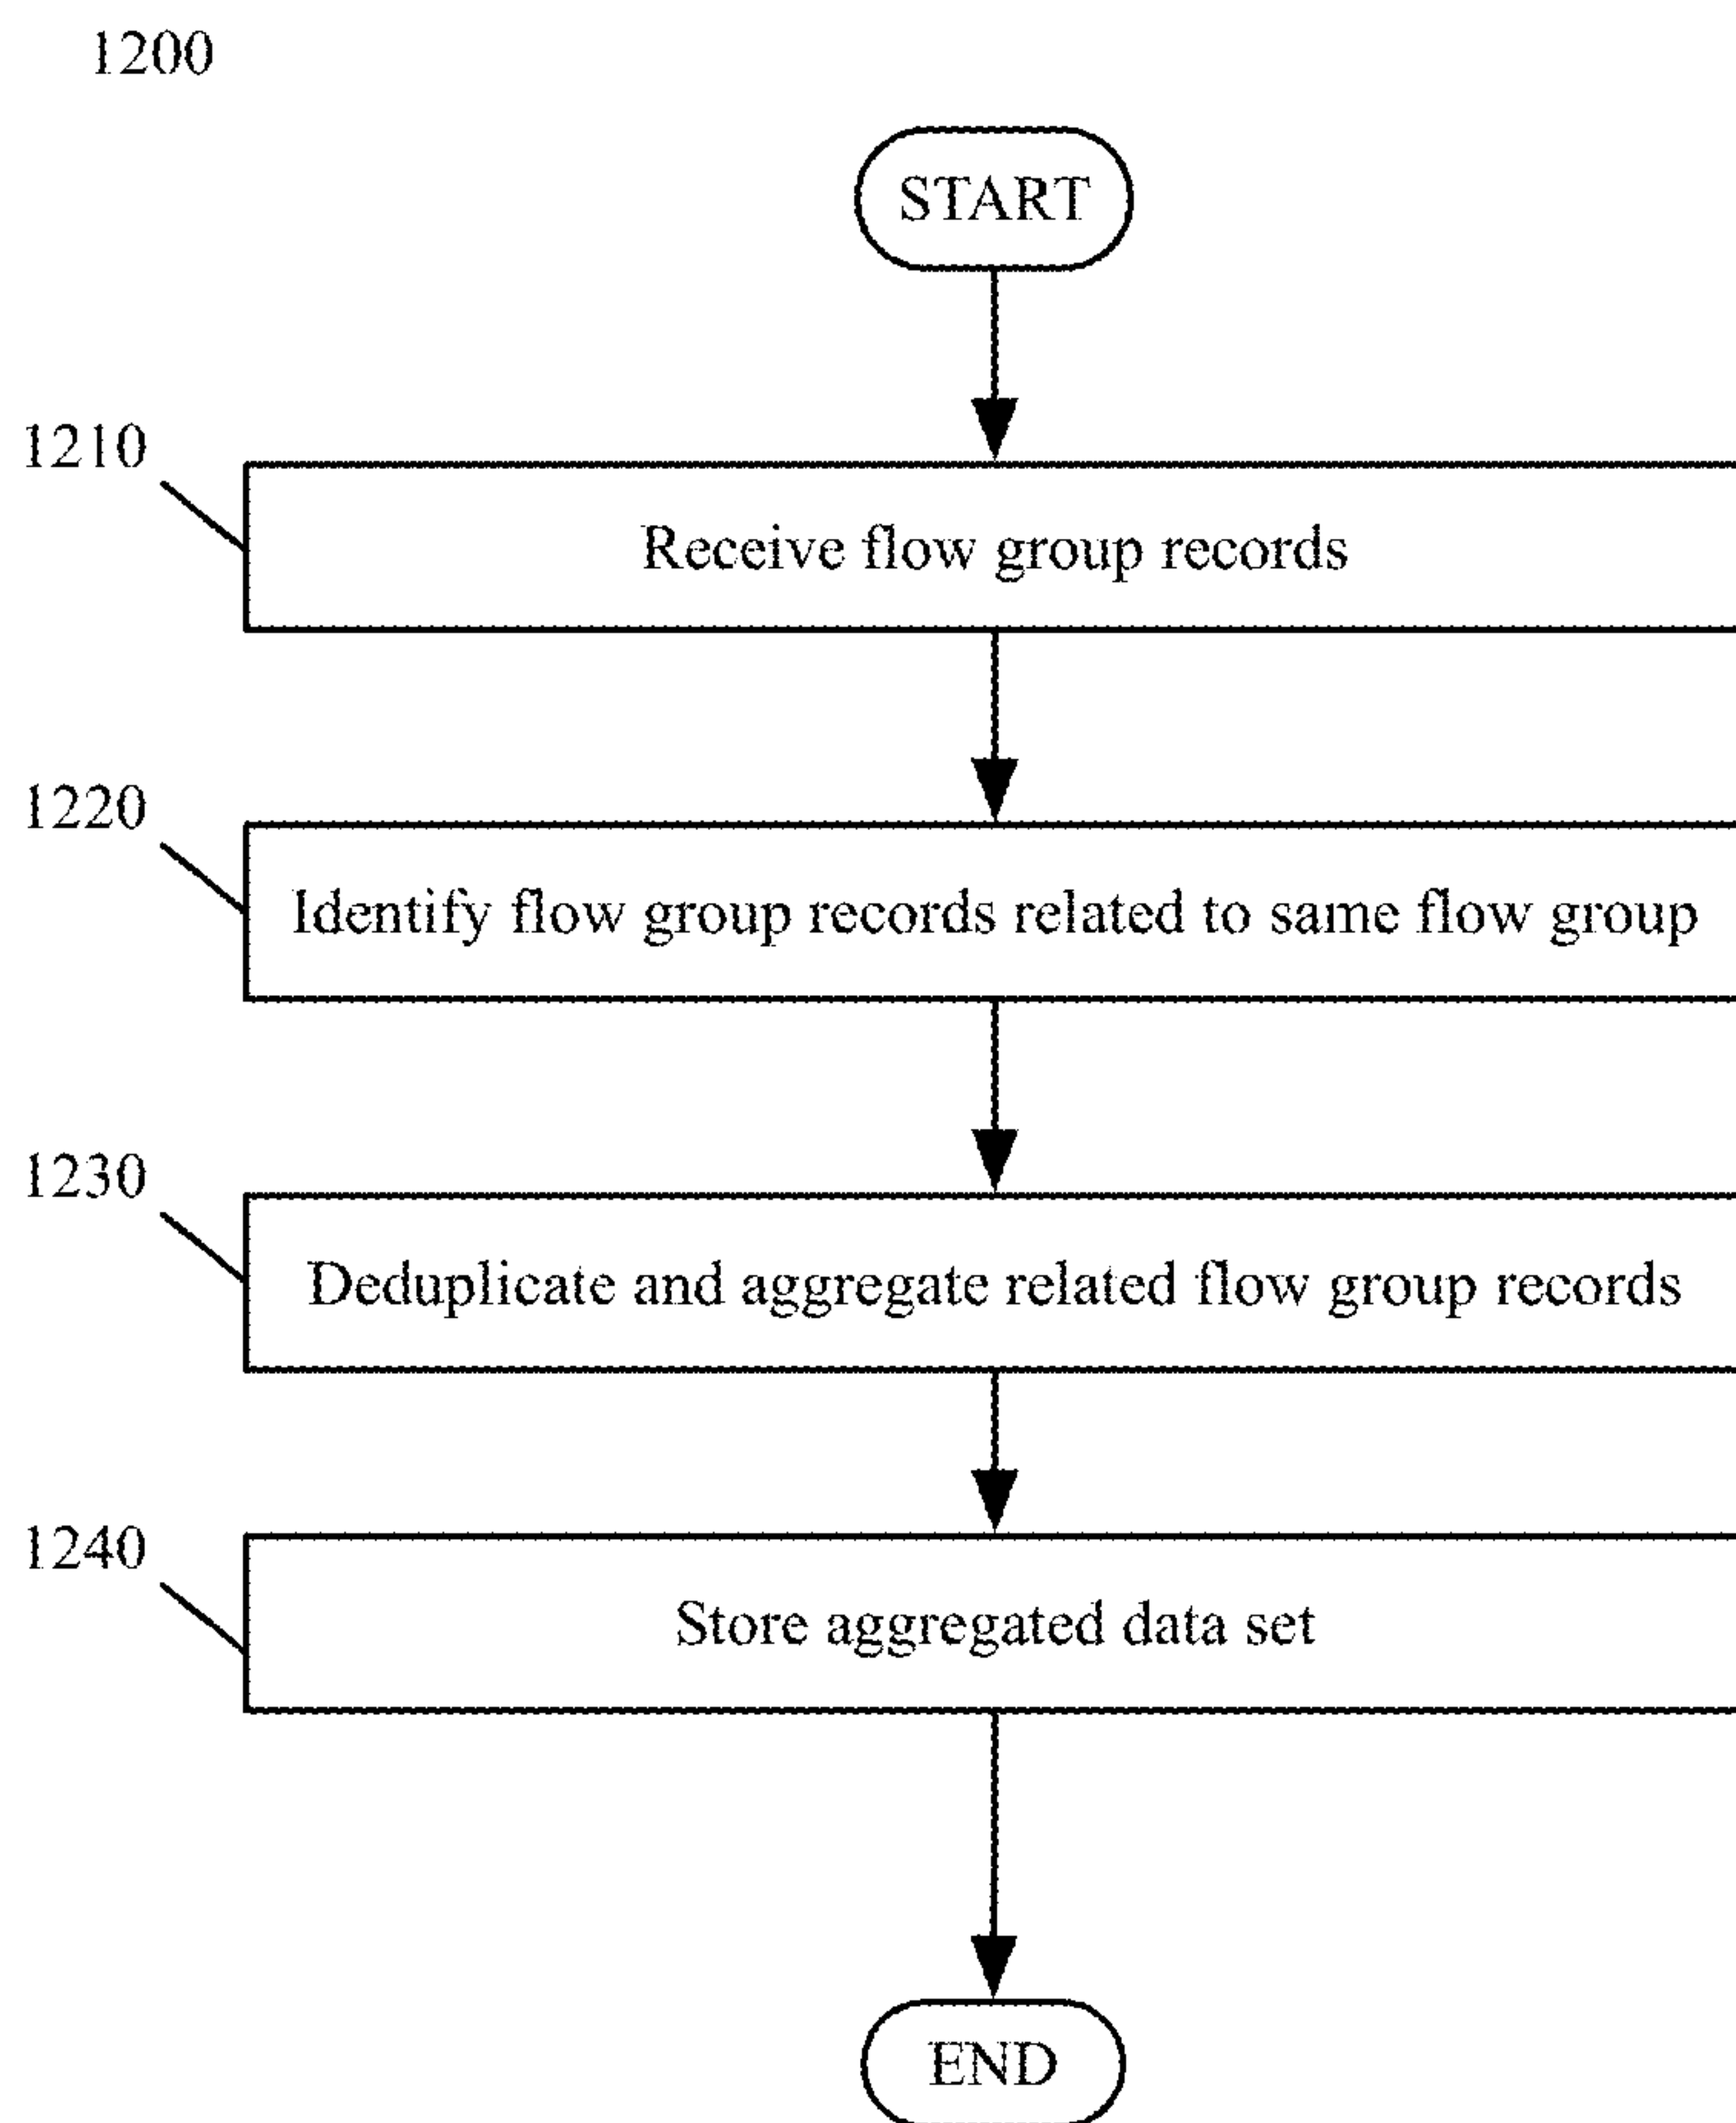 1200
START
1210
Receive flow group records
1220
Identify flow group records related to same flow group
1230
Deduplicate and aggregate related flow group records
1240
Store aggregated data set
END